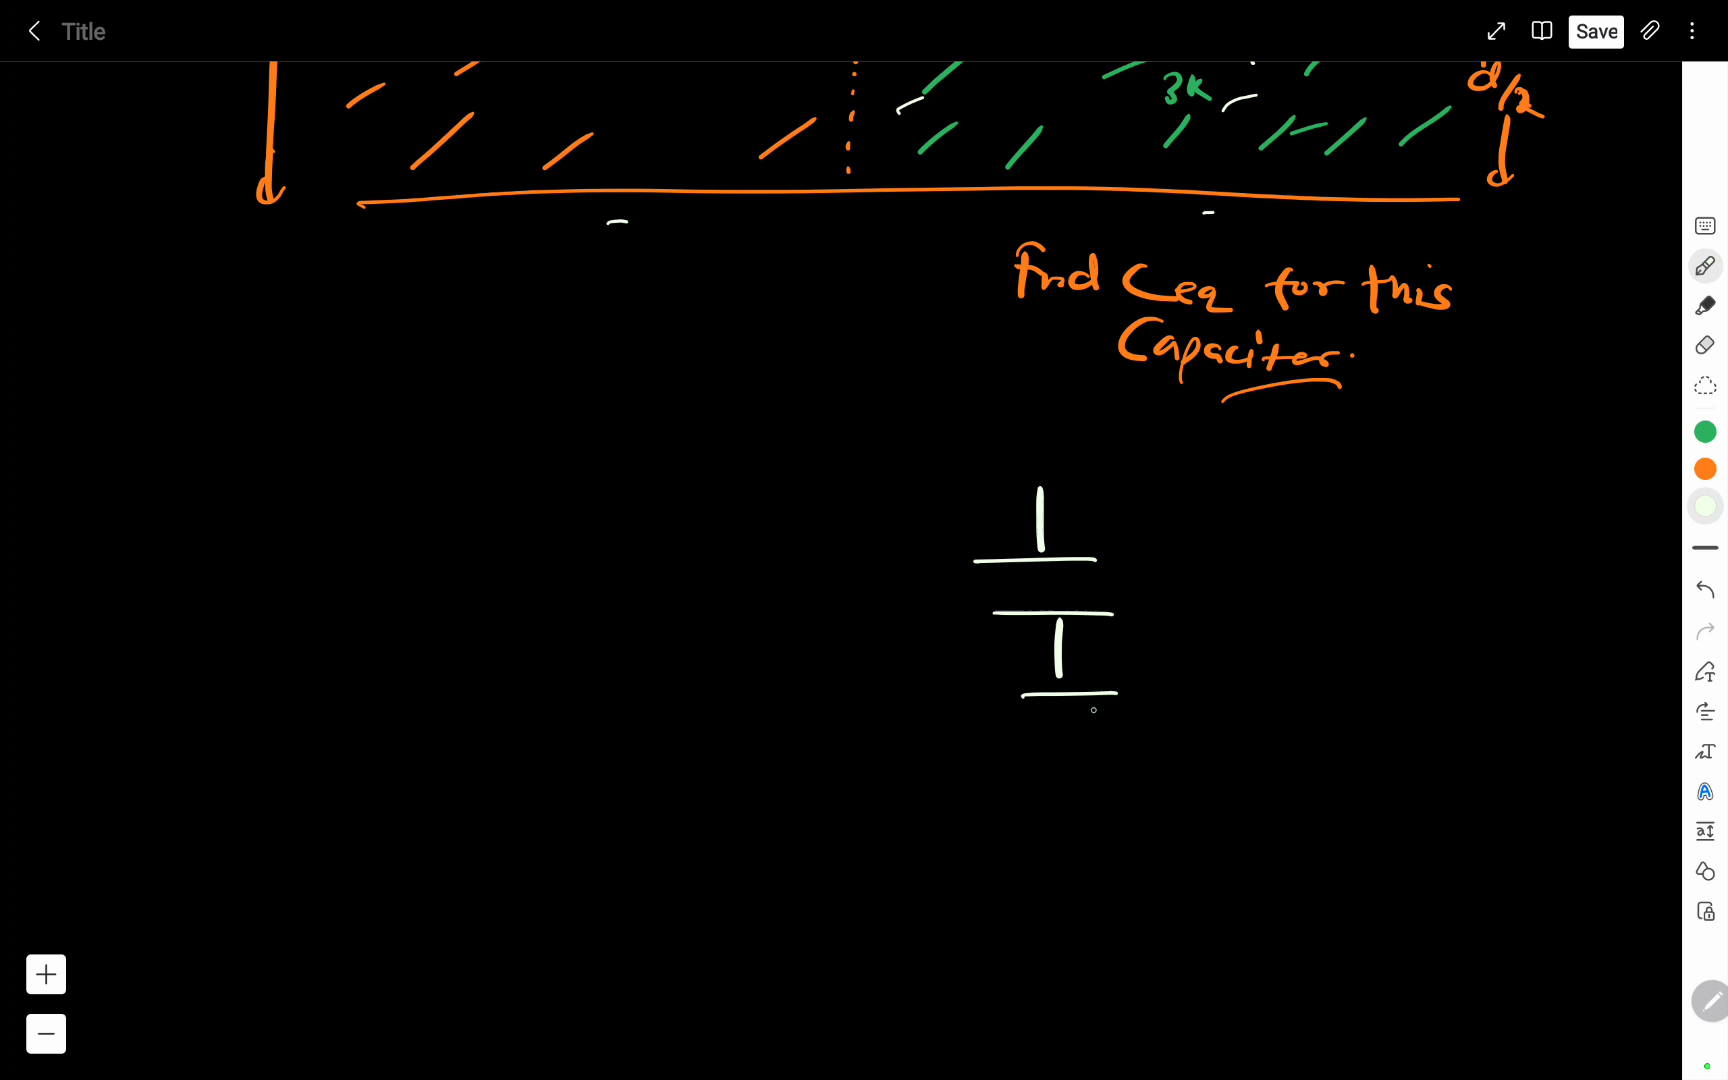 Title
Save
3K
d/2
d
d
find Ceq for this
Capacitor.